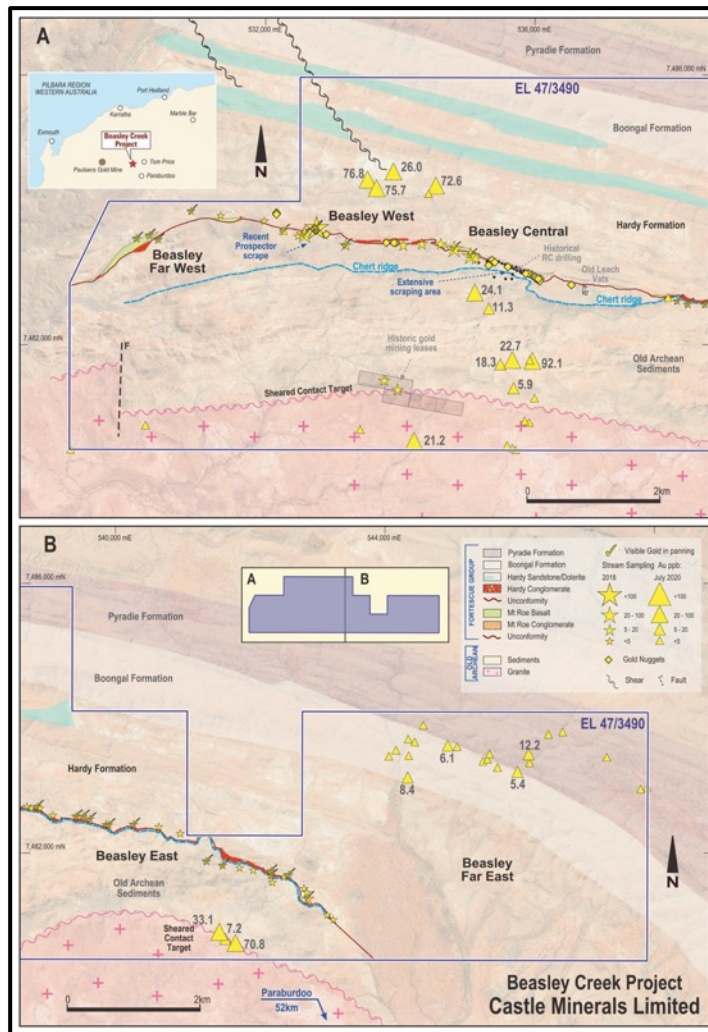 A
532,000 mE
536,000 mE
Pyradie Formation
7,486,000 mN
EL 47/3490
PILBARA REGION
WESTERN AUSTRALIA
Port Hedland
Karratha
Marble Bar
Exmouth
Beasley Creek
Project
Paulsens Gold Mine
Tom Price
Paraburdoo
N
Boongal Formation
76.8
26.0
75.7
72.6
Beasley West
Beasley Central
Hardy Formation
Recent
Prospector
scrape
Historical
RC drilling
Beasley
Far West
Chert ridge
Extensive
scraping area
Old Leach
Vats
Chert ridge
24.1
11.3
7,482,000 mN
F
Historic gold
mining leases
22.7
18.3
92.1
Old Archean
Sediments
5.9
Sheared Contact Target
21.2
0
2km
B
540,000 mE
544,000 mE
7,486,000 mN
Pyradie Formation
A
B
Boongal Formation
FORTESCUE GROUP
Pyradie Formation
Boongal Formation
Hardy Sandstone/Dolerite
Hardy Conglomerate
Unconformity
Mt Roe Basalt
Mt Roe Conglomerate
Unconformity
OLD
ARCHEAN
Sediments
Granite
Visible Gold in panning
Stream Sampling Au ppb:
2018
July 2020
>100
>100
20 - 100
20 - 100
5 - 20
5 - 20
<5
<5
Gold Nuggets
Shear
Fault
EL 47/3490
Hardy Formation
6.1
12.2
8.4
5.4
7,482,000 mN
Beasley East
Beasley
Far East
N
Old Archean
Sediments
33.1
7.2
70.8
Sheared
Contact
Target
0
2km
Paraburdoo
52km
Beasley Creek Project
Castle Minerals Limited